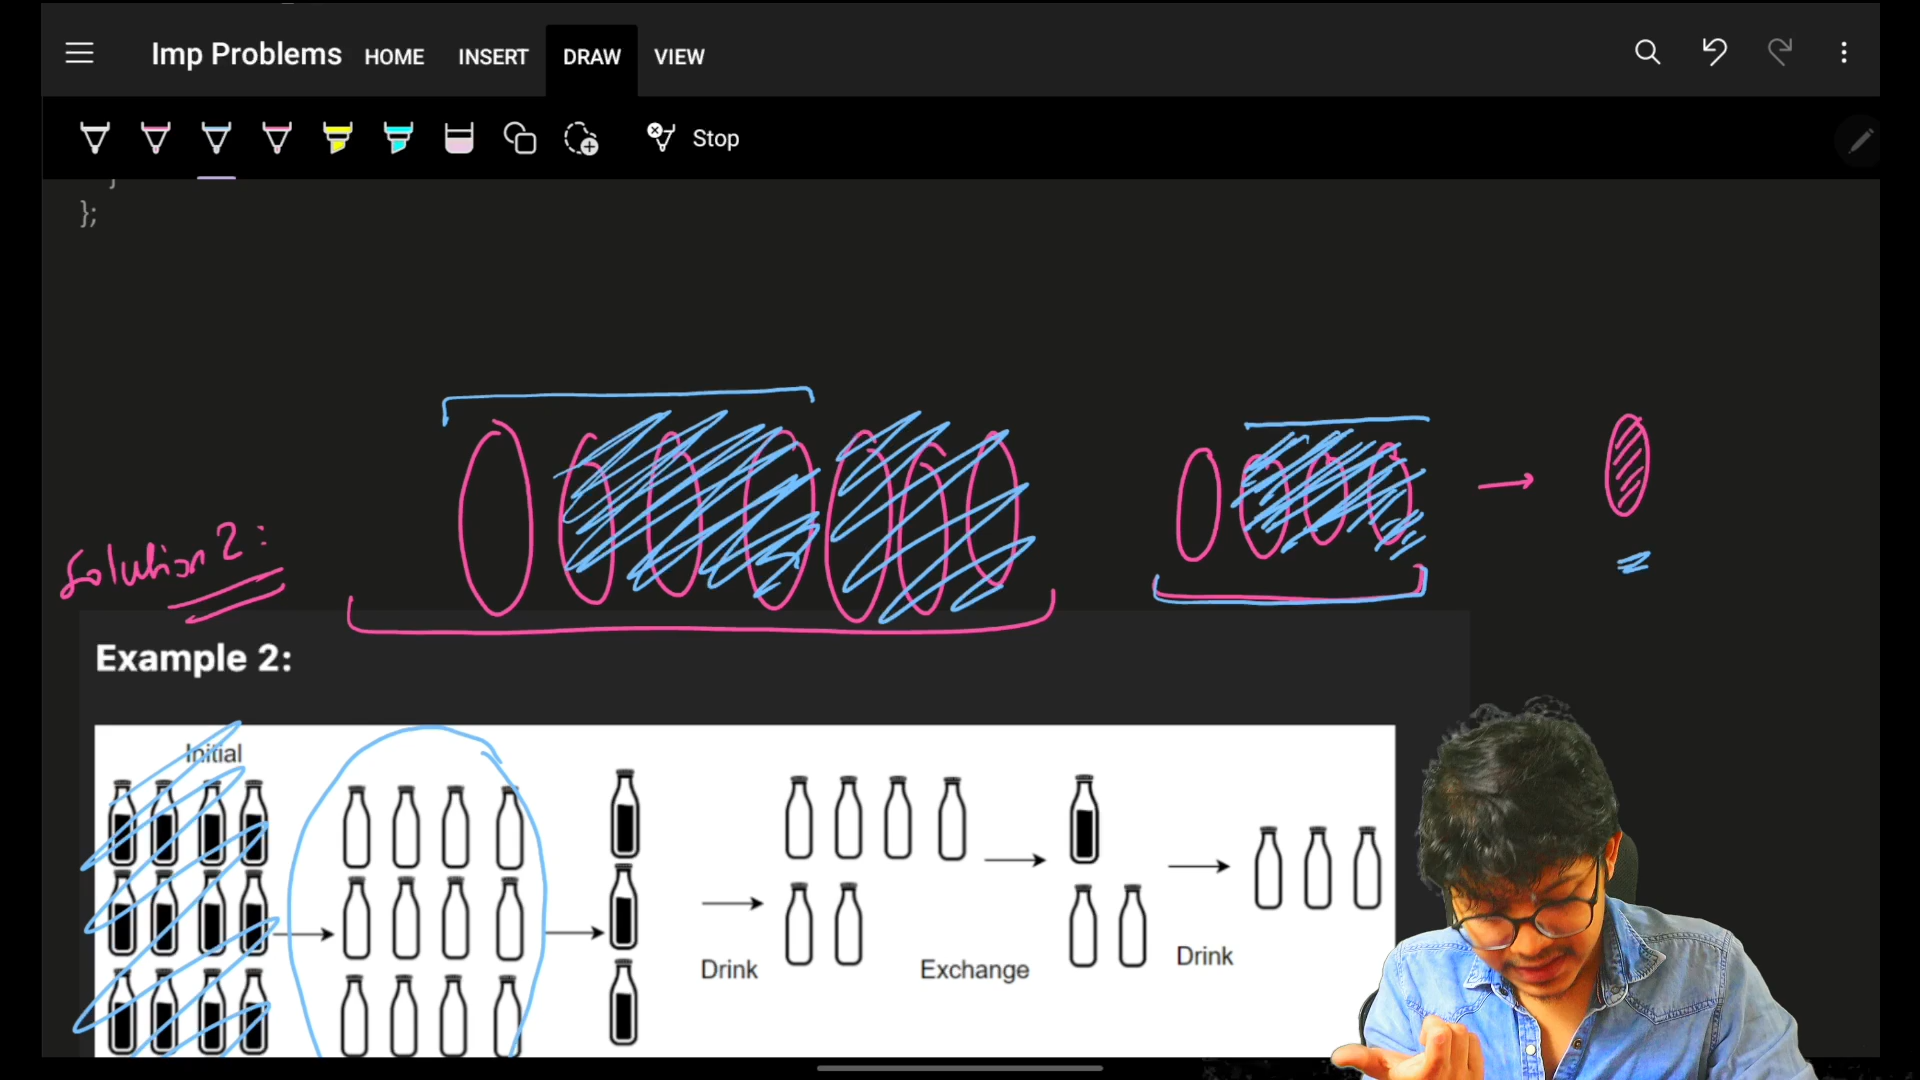 Imp Problems HOME INSERT DRAW VIEW
Stop
};
Solution 2:
Example 2:
Initial
Drink
Exchange
Drink